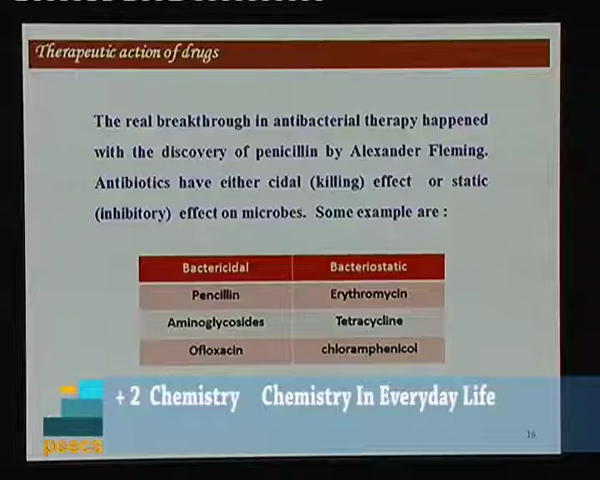 Therapeutic action of drugs
The real breakthrough in antibacterial therapy happened
with the discovery of penicillin by Alexander Fleming.
Antibiotics have either cidal (killing) effect or static
(inhibitory) effect on microbes. Some example are :
Bactericidal Bacteriostatic
Pencillin Erythromycin
Aminoglycosides Tetracycline
Ofloxacin chloramphenicol
+ 2 Chemistry Chemistry In Everyday Life
peecs
16